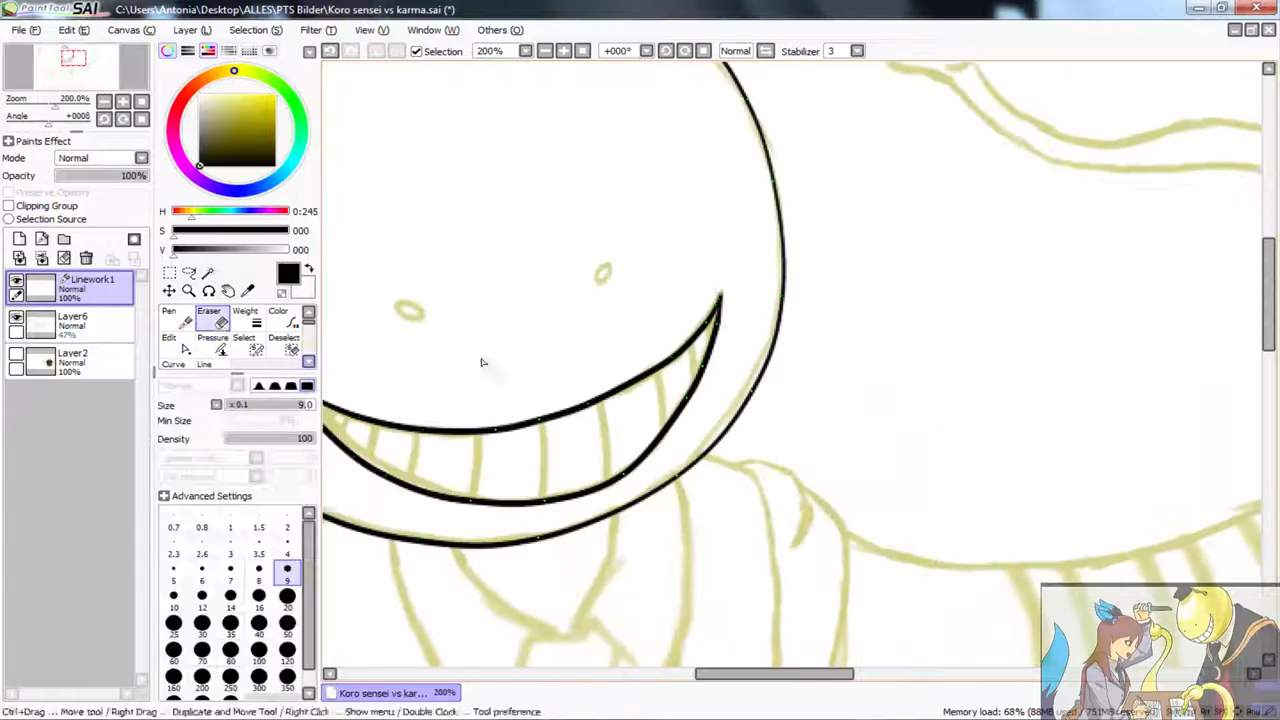 PaintTool SAI C:\Users\Antonia\Desktop\ALLES\PTS Bilder\Koro sensei vs karma.sai (*)
File (F) Edit (E) Canvas (C) Layer (L) Selection (S) Filter (T) View (V) Window (W) Others (O)
Selection 200% +000° Normal Stabilizer 3
Zoom 200.0%
Angle +0008
Paints Effect
Mode Normal
Opacity 100%
Preserve Opacity
Clipping Group
Selection Source
Linework1
Normal
100%
Layer6
Normal
47%
Layer2
Normal
100%
H 0:245
S 000
V 000
Pen Eraser Weight Color
Edit Pressure Select Deselect
Curve Line
Size x 0.1 9.0
Min Size
Density 100
Advanced Settings
0.7 0.8 1 1.5 2
2.3 2.6 3 3.5 4
5 6 7 8 9
10 12 14 16 20
25 30 35 40 50
60 70 80 100 120
160 200 250 300 350
Koro sensei vs kar... 200%
Ctrl+Drag ... Move tool / Right Drag ... Duplicate and Move Tool / Right Click ... Show menu / Double Click ... Tool preference
Memory load: 68%